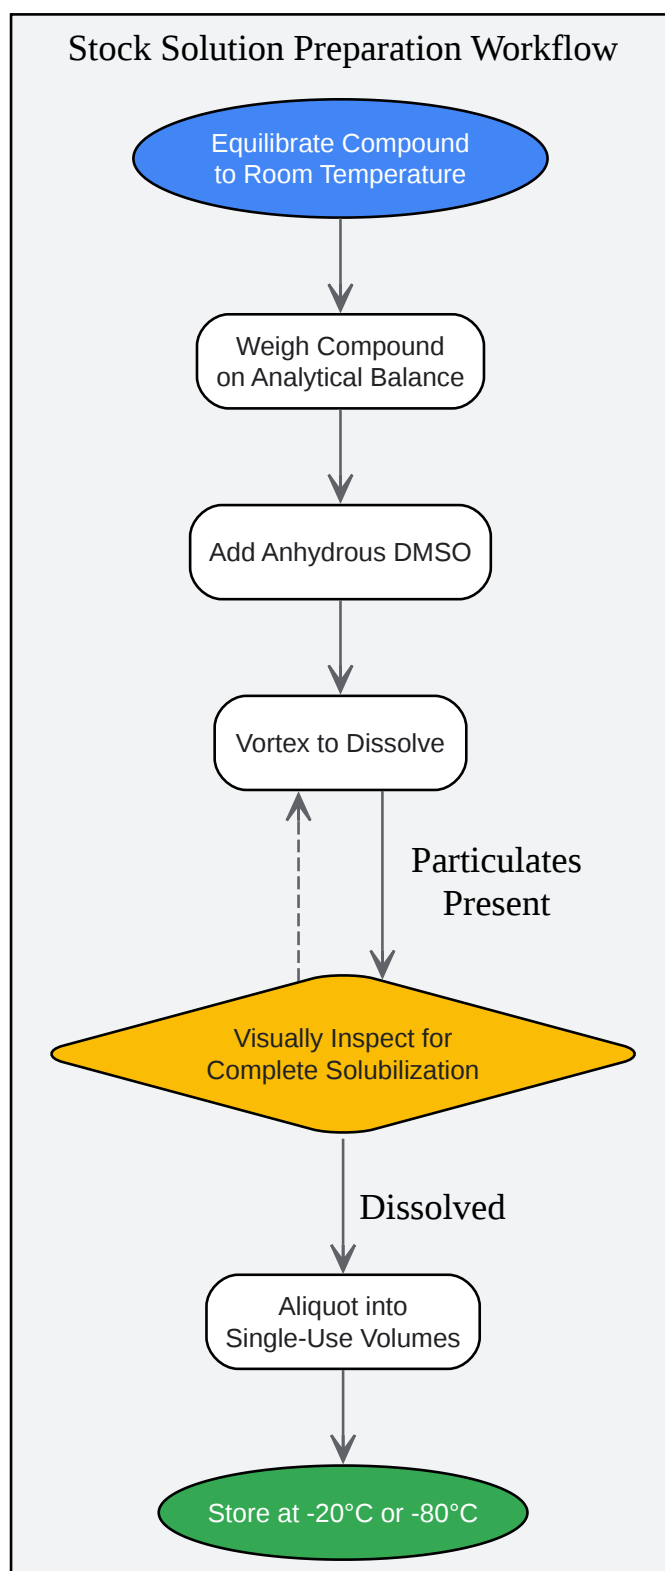 Stock Solution Preparation Workflow
Equilibrate Compound
to Room Temperature
Weigh Compound
on Analytical Balance
Add Anhydrous DMSO
Vortex to Dissolve
Particulates
Present
Visually Inspect for
Complete Solubilization
Dissolved
Aliquot into
Single-Use Volumes
Store at -20°C or -80°C